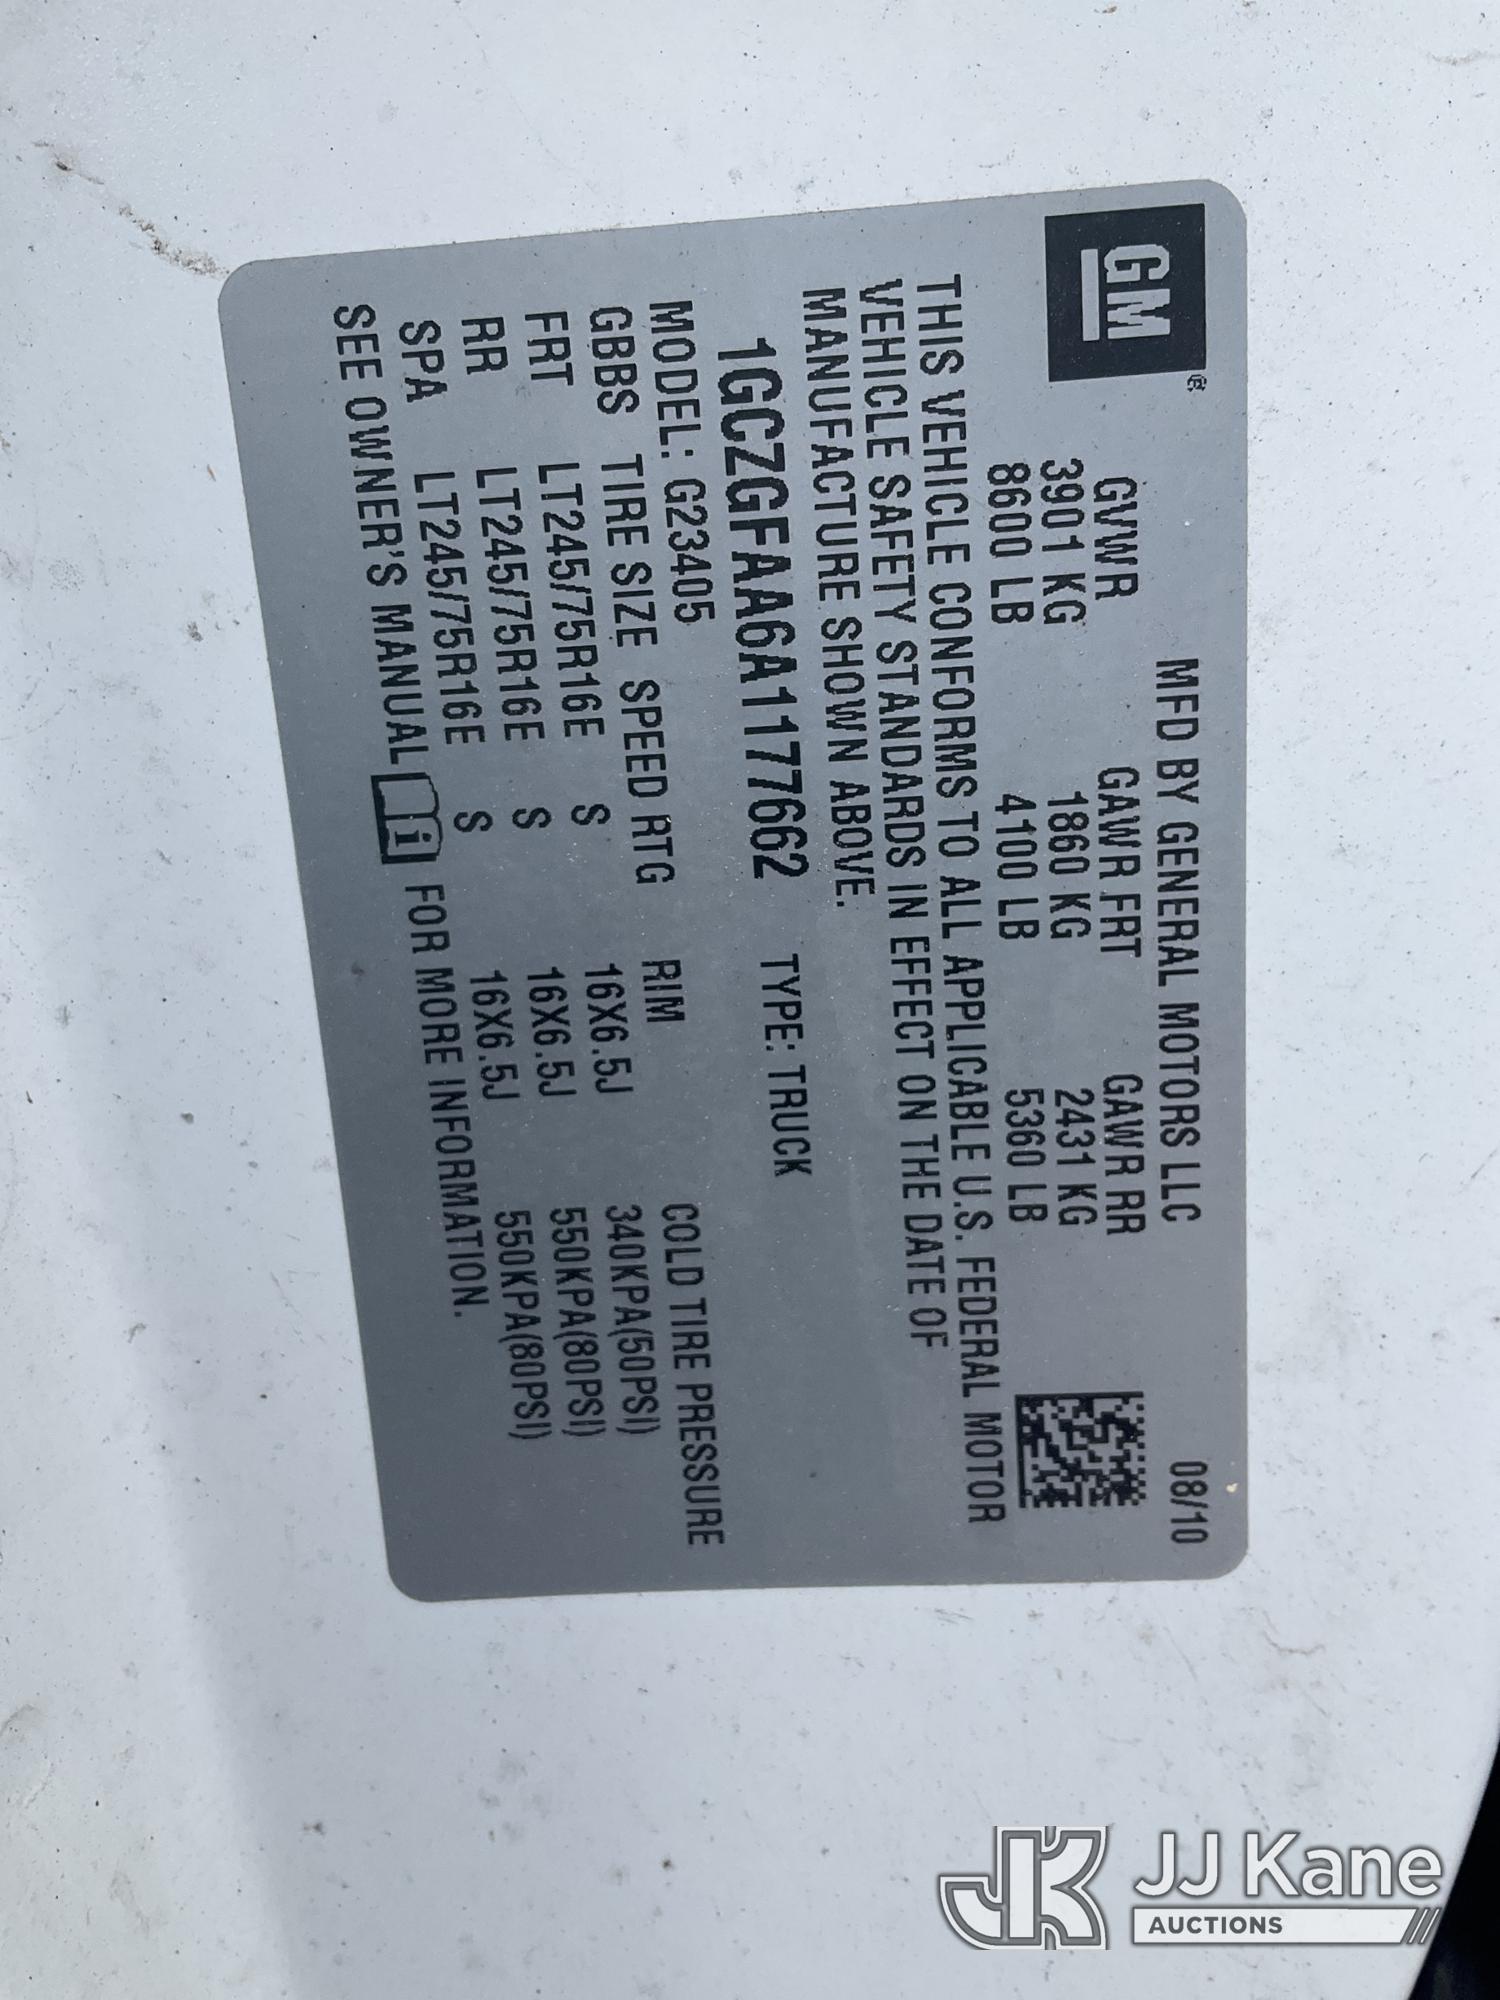 GM®
MFD BY GENERAL MOTORS LLC 08/10
GVWR GAWR FRT GAWR RR
3901 KG 1860 KG 2431 KG
8600 LB 4100 LB 5360 LB
THIS VEHICLE CONFORMS TO ALL APPLICABLE U.S. FEDERAL MOTOR
VEHICLE SAFETY STANDARDS IN EFFECT ON THE DATE OF
MANUFACTURE SHOWN ABOVE.
1GCZGFAA6A117662 TYPE: TRUCK
MODEL: G23405
GBBS TIRE SIZE SPEED RTG RIM COLD TIRE PRESSURE
FRT LT245/75R16E S 16X6.5J 340KPA(50PSI)
RR LT245/75R16E S 16X6.5J 550KPA(80PSI)
SPA LT245/75R16E S 16X6.5J 550KPA(80PSI)
SEE OWNER'S MANUAL i FOR MORE INFORMATION.
JK JJ Kane
AUCTIONS